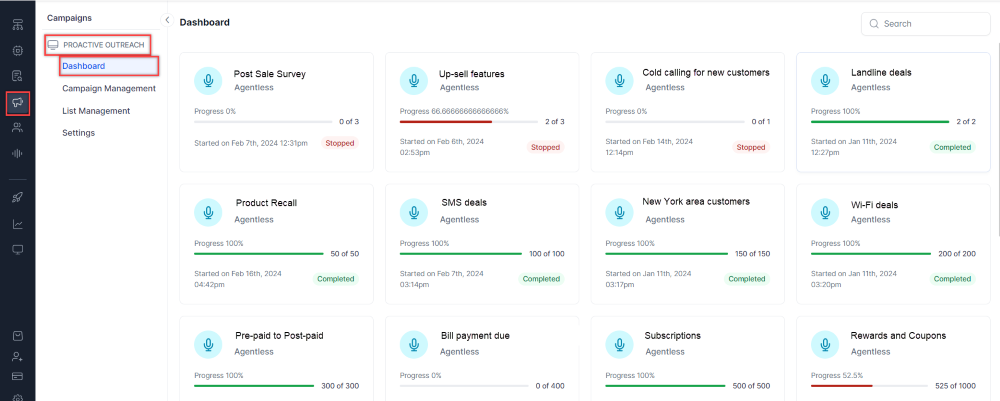 Campaigns
PROACTIVE OUTREACH
Dashboard
Campaign Management
List Management
Settings
Dashboard
Search
Post Sale Survey
Agentless
Progress 0%
0 of 3
Started on Feb 7th, 2024 12:31pm
Stopped
Up-sell features
Agentless
Progress 66.66666666666666%
2 of 3
Started on Feb 6th, 2024
02:53pm
Stopped
Cold calling for new customers
Agentless
Progress 0%
0 of 1
Started on Feb 14th, 2024
12:14pm
Stopped
Landline deals
Agentless
Progress 100%
2 of 2
Started on Jan 11th, 2024
12:27pm
Completed
Product Recall
Agentless
Progress 100%
50 of 50
Started on Feb 16th, 2024
04:42pm
Completed
SMS deals
Agentless
Progress 100%
100 of 100
Started on Feb 7th, 2024
03:14pm
Completed
New York area customers
Agentless
Progress 100%
150 of 150
Started on Jan 11th, 2024
03:17pm
Completed
Wi-Fi deals
Agentless
Progress 100%
200 of 200
Started on Jan 11th, 2024
03:20pm
Completed
Pre-paid to Post-paid
Agentless
Progress 100%
300 of 300
Bill payment due
Agentless
Progress 0%
0 of 400
Subscriptions
Agentless
Progress 100%
500 of 500
Rewards and Coupons
Agentless
Progress 52.5%
525 of 1000